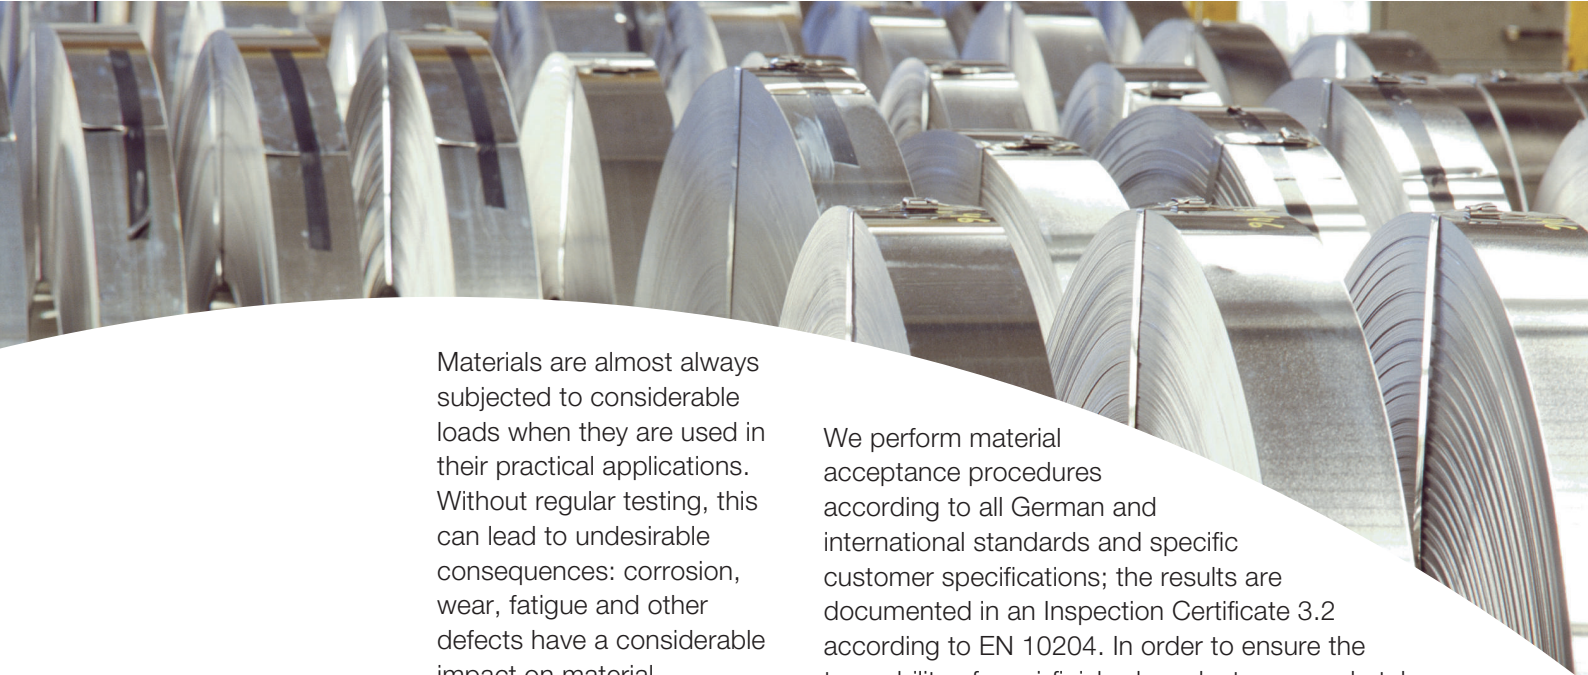 Materials are almost always
subjected to considerable
loads when they are used in
their practical applications.
Without regular testing, this
can lead to undesirable
consequences: corrosion,
wear, fatigue and other
defects have a considerable
impact on material
We perform material
acceptance procedures
according to all German and
international standards and specific
customer specifications; the results are
documented in an Inspection Certificate 3.2
according to EN 10204. In order to ensure the